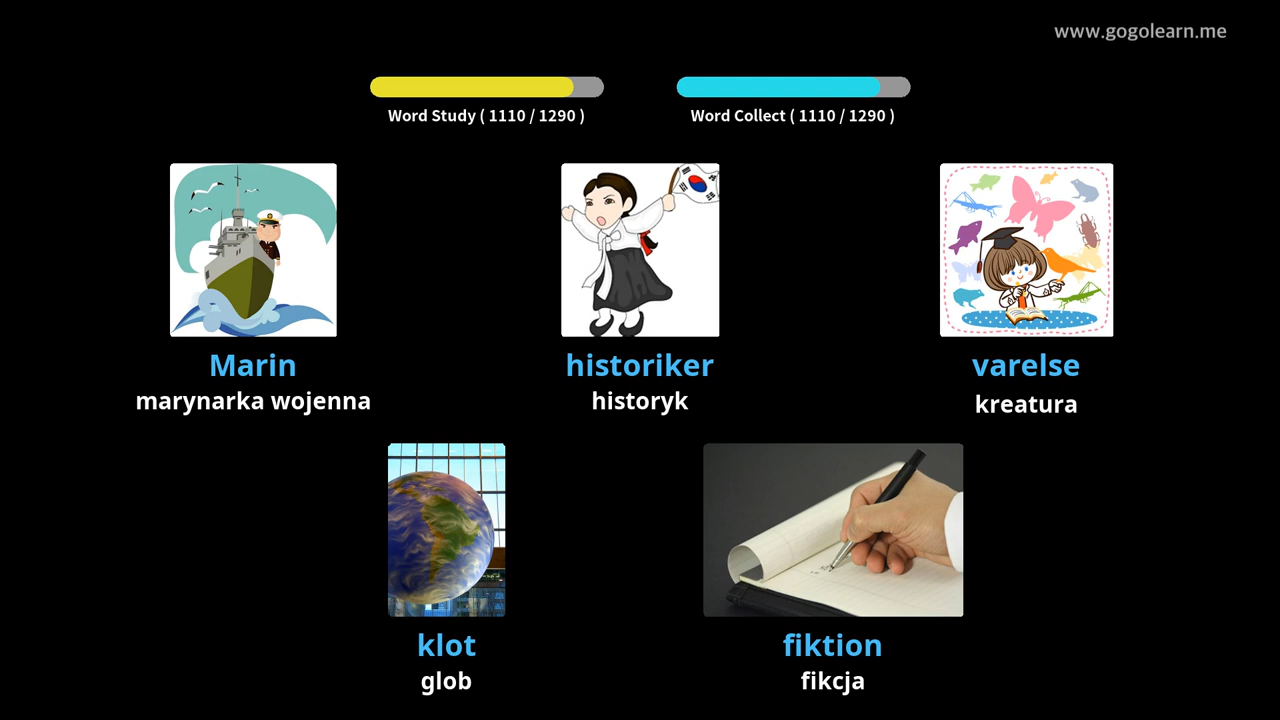 www.gogolearn.me
Word Study ( 1110 / 1290 )
Word Collect ( 1110 / 1290 )
Marin
marynarka wojenna
historiker
historyk
varelse
kreatura
klot
glob
fiktion
fikcja